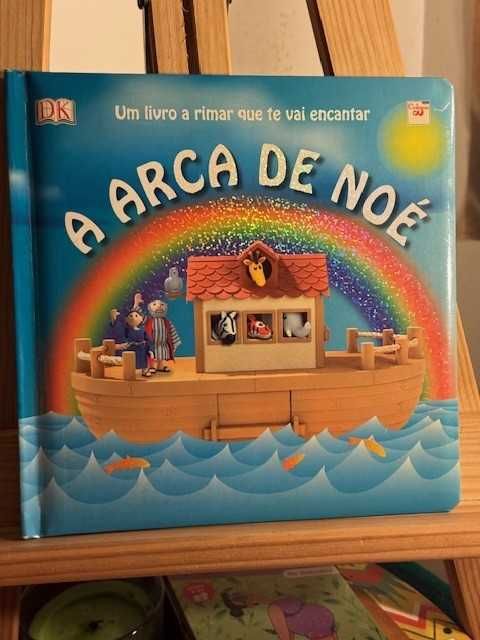 DK
Um livro a rimar que te vai encantar
A ARCA DE NOÉ